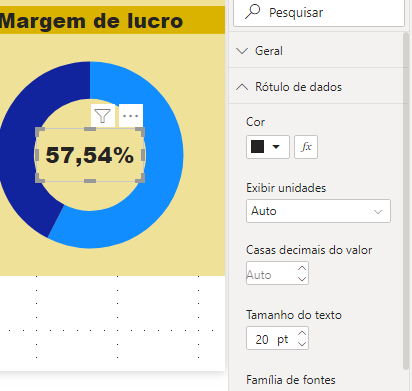 Margem de lucro
57,54%
Pesquisar
Geral
Rótulo de dados
Cor
fx
Exibir unidades
Auto
Casas decimais do valor
Auto
Tamanho do texto
20 pt
Família de fontes